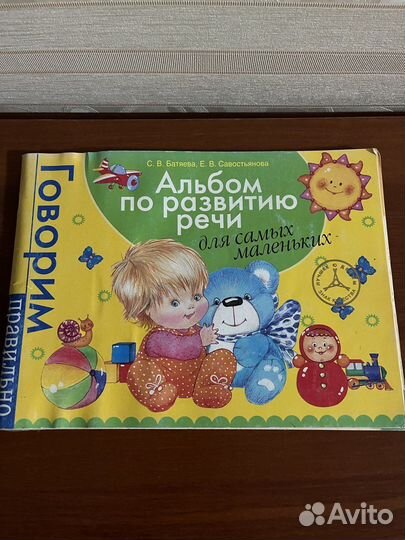 С. В. Батяева, Е. В. Савостьянова
Альбом
по развитию
речи
для самых
маленьких
Говорим
правильно
Avito